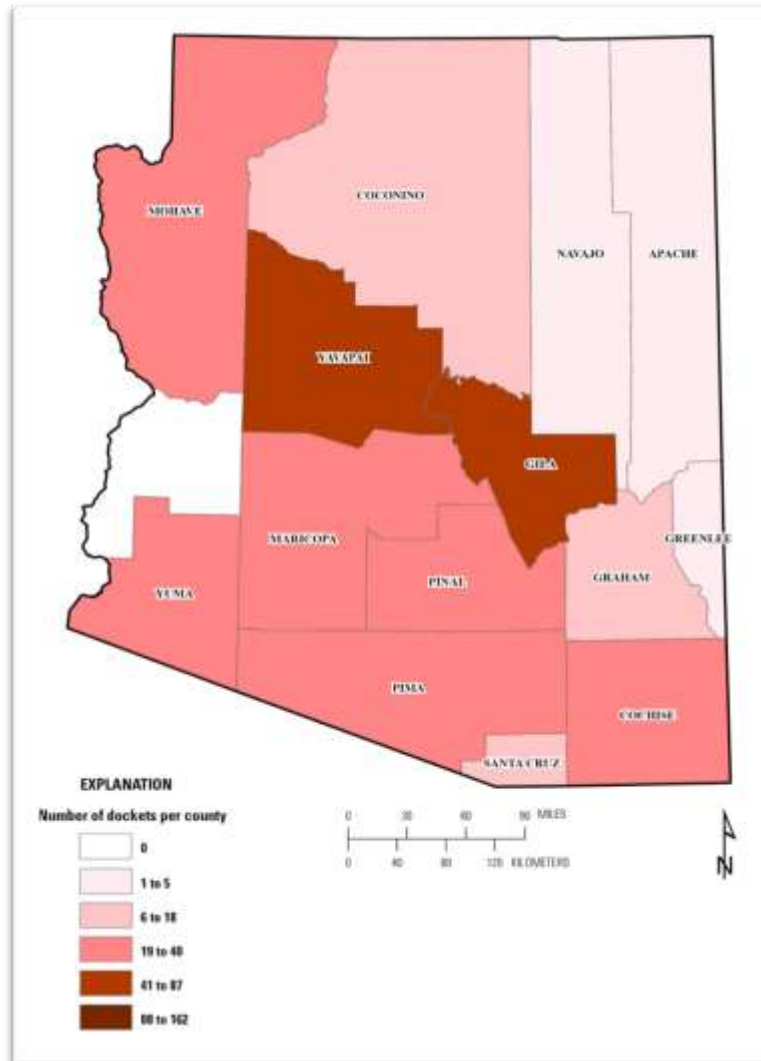 MOHAVE
COCONINO
NAVAJO
APACHE
YAVAPAI
GILA
MARICOPA
PINAL
GREENLEE
GRAHAM
YUMA
PIMA
COCHISE
SANTA CRUZ
EXPLANATION
Number of dockets per county
0
1 to 5
6 to 18
19 to 40
41 to 87
88 to 162
0 30 60 90 MILES
0 40 80 120 KILOMETERS
N